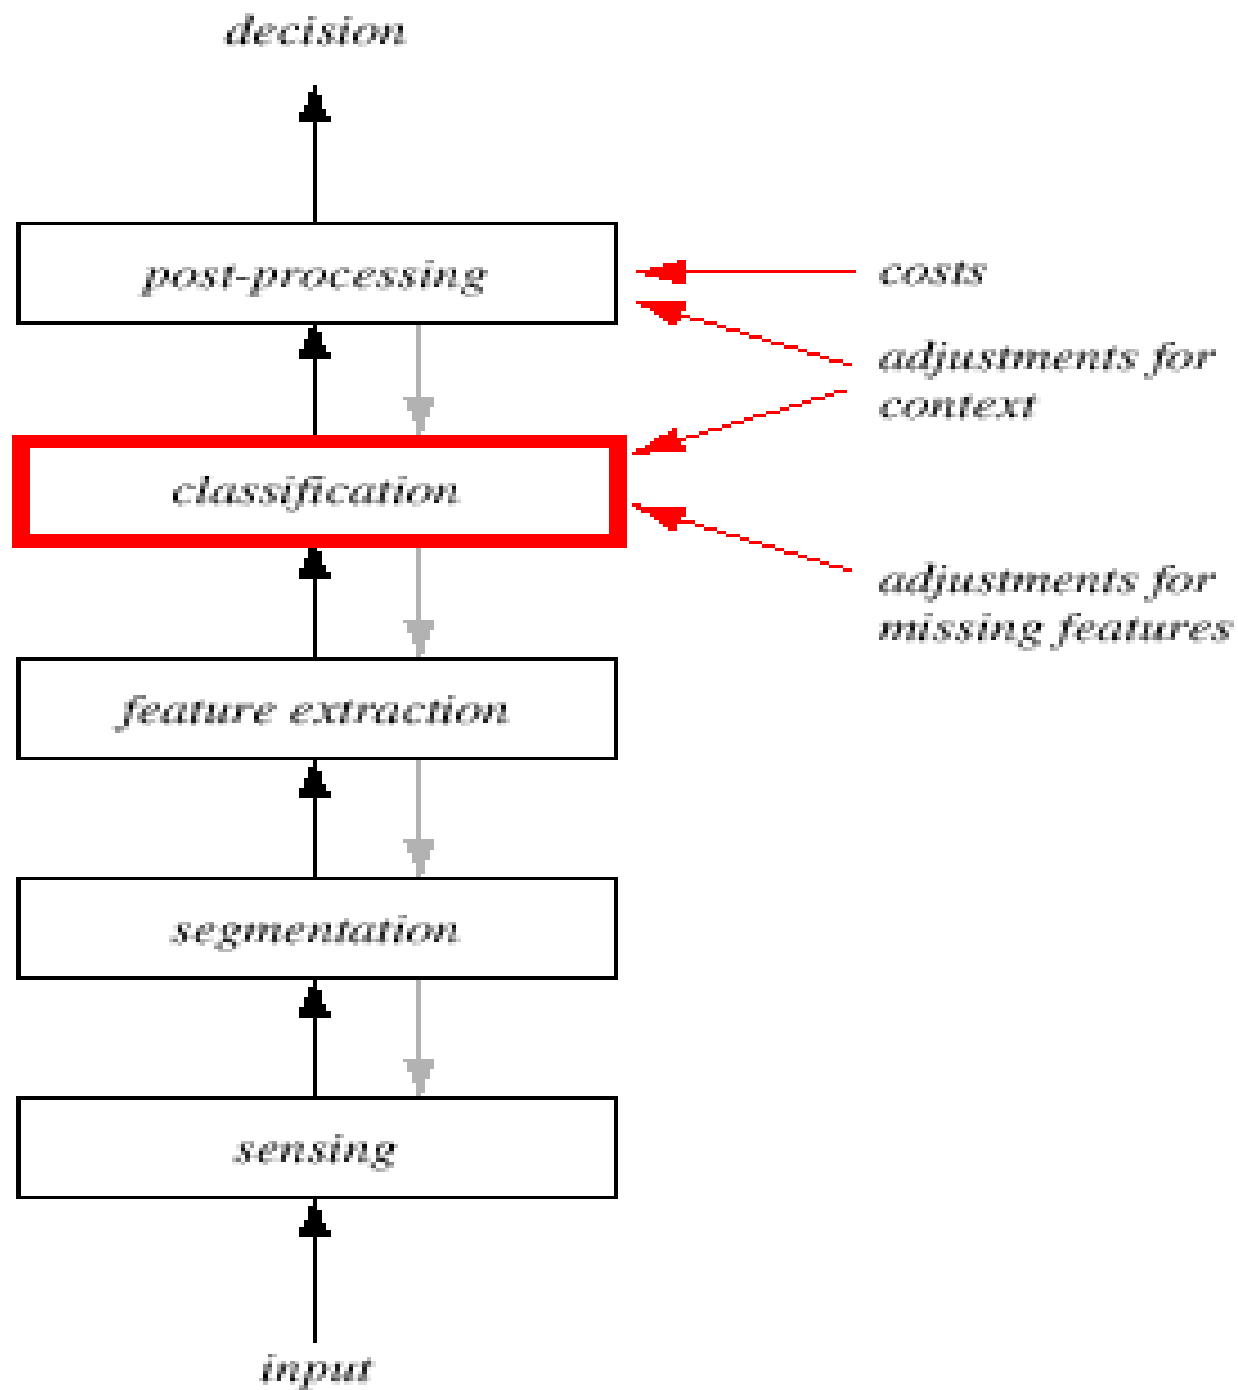 decision
post-processing
costs
adjustments for
context
classification
adjustments for
missing features
feature extraction
segmentation
sensing
input